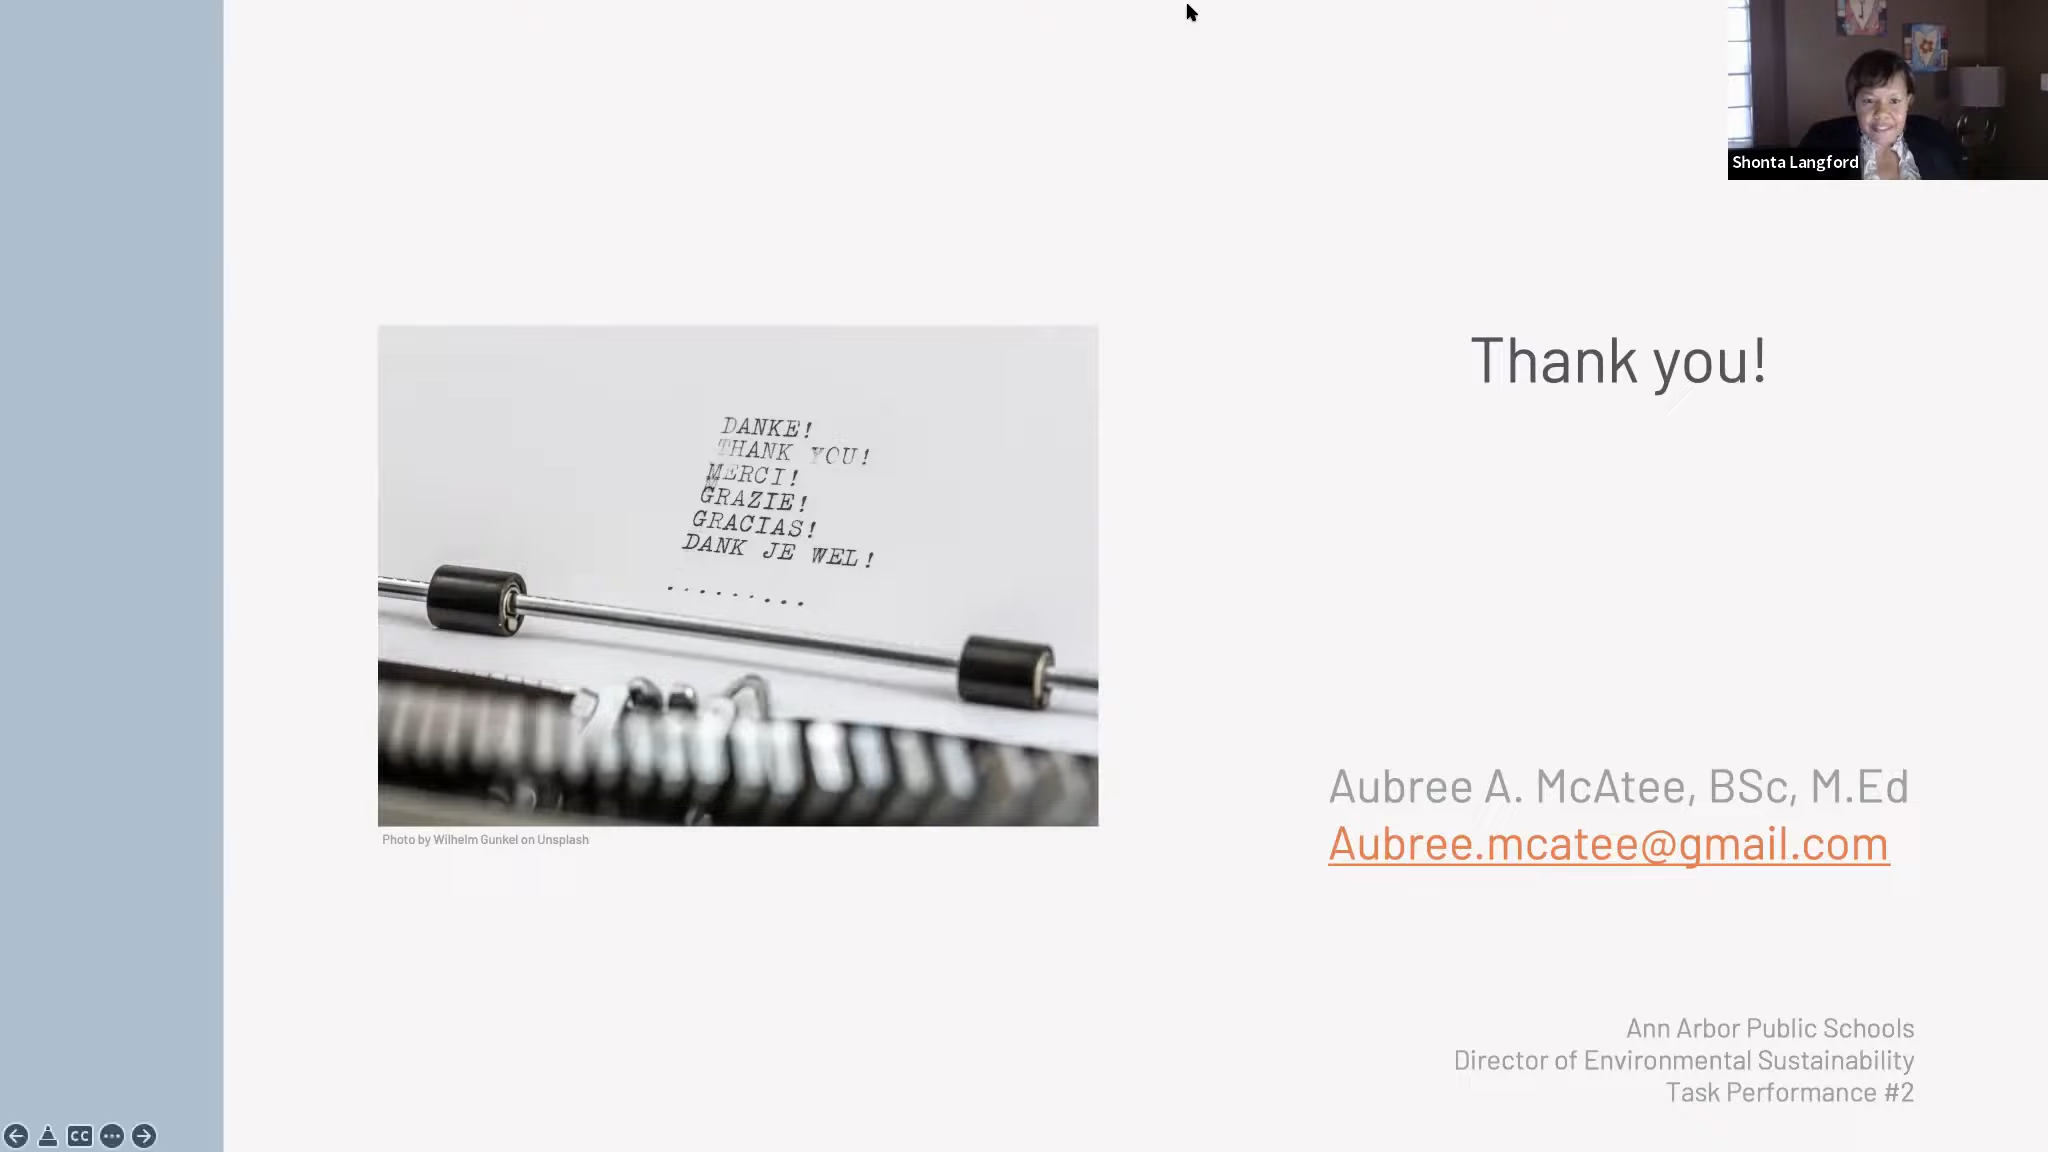 Shonta Langford
Thank you!
DANKE!
THANK YOU!
MERCI!
GRAZIE!
GRACIAS!
DANK JE WEL!
.........
Photo by Wilhelm Gunkel on Unsplash
Aubree A. McAtee, BSc, M.Ed
Aubree.mcatee@gmail.com
Ann Arbor Public Schools
Director of Environmental Sustainability
Task Performance #2
CC